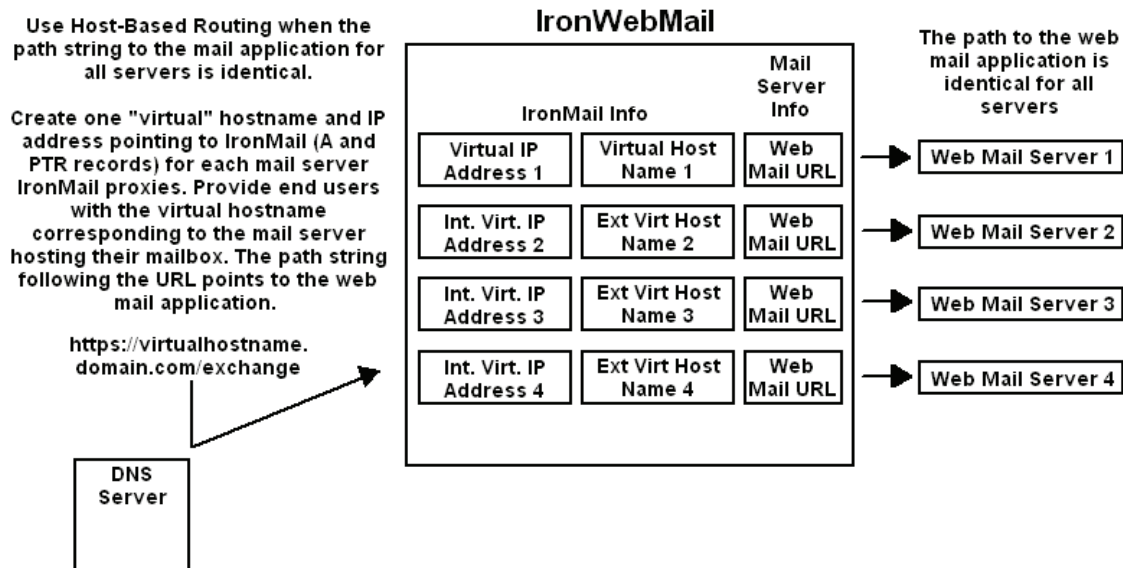 Use Host-Based Routing when the
path string to the mail application for
all servers is identical.
Create one "virtual" hostname and IP
address pointing to IronMail (A and
PTR records) for each mail server
IronMail proxies. Provide end users
with the virtual hostname
corresponding to the mail server
hosting their mailbox. The path string
following the URL points to the web
mail application.
https://virtualhostname.
domain.com/exchange
DNS
Server
IronWebMail
IronMail Info
Mail
Server
Info
Virtual IP
Address 1
Virtual Host
Name 1
Web
Mail URL
Int. Virt. IP
Address 2
Ext Virt Host
Name 2
Web
Mail URL
Int. Virt. IP
Address 3
Ext Virt Host
Name 3
Web
Mail URL
Int. Virt. IP
Address 4
Ext Virt Host
Name 4
Web
Mail URL
The path to the web
mail application is
identical for all
servers
Web Mail Server 1
Web Mail Server 2
Web Mail Server 3
Web Mail Server 4